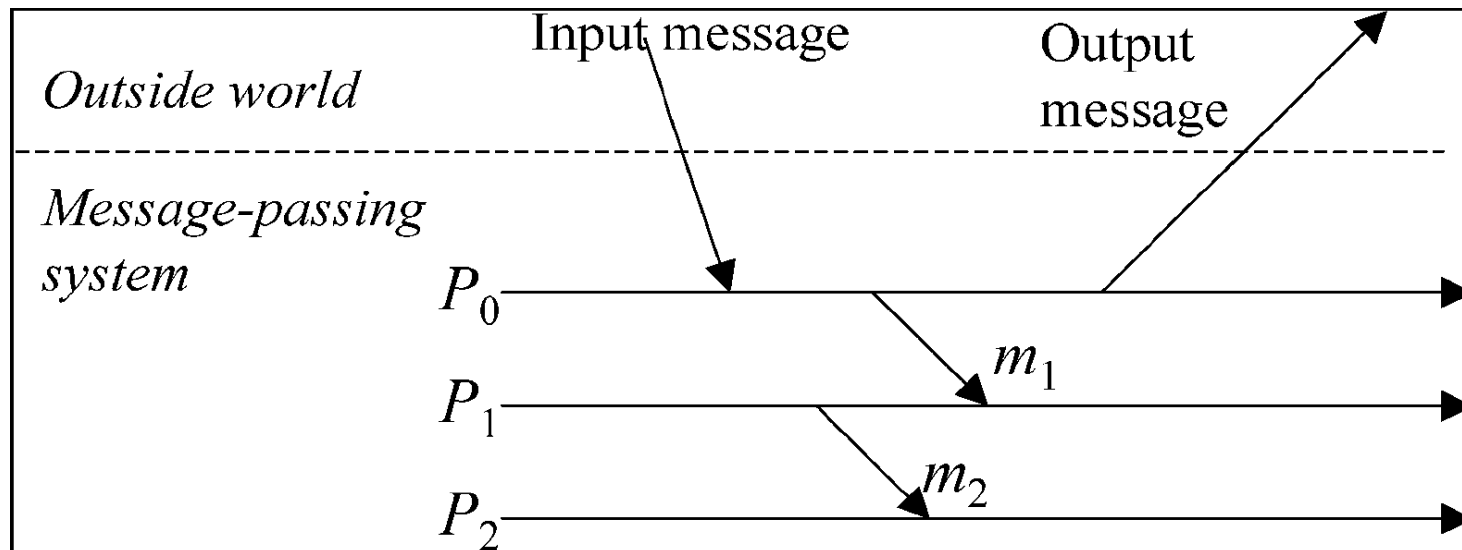 Input message
Output
message
Outside world
Message-passing
system
P₀
m₁
P₁
m₂
P₂